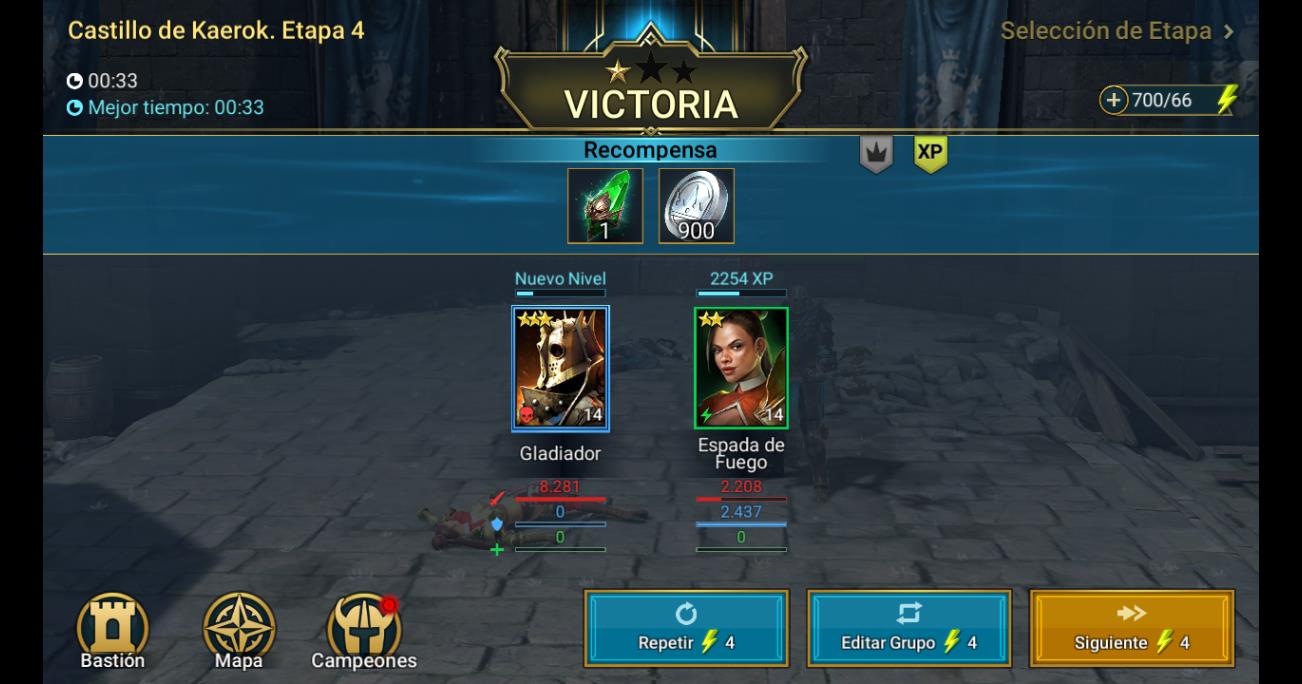 Castillo de Kaerok. Etapa 4
Selección de Etapa
00:33
Mejor tiempo: 00:33
VICTORIA
700/66
Recompensa
XP
1
900
Nuevo Nivel
2254 XP
14
14
Gladiador
Espada de
Fuego
8.281
2.208
0
2.437
0
0
Bastión
Mapa
Campeones
Repetir 4
Editar Grupo 4
Siguiente 4